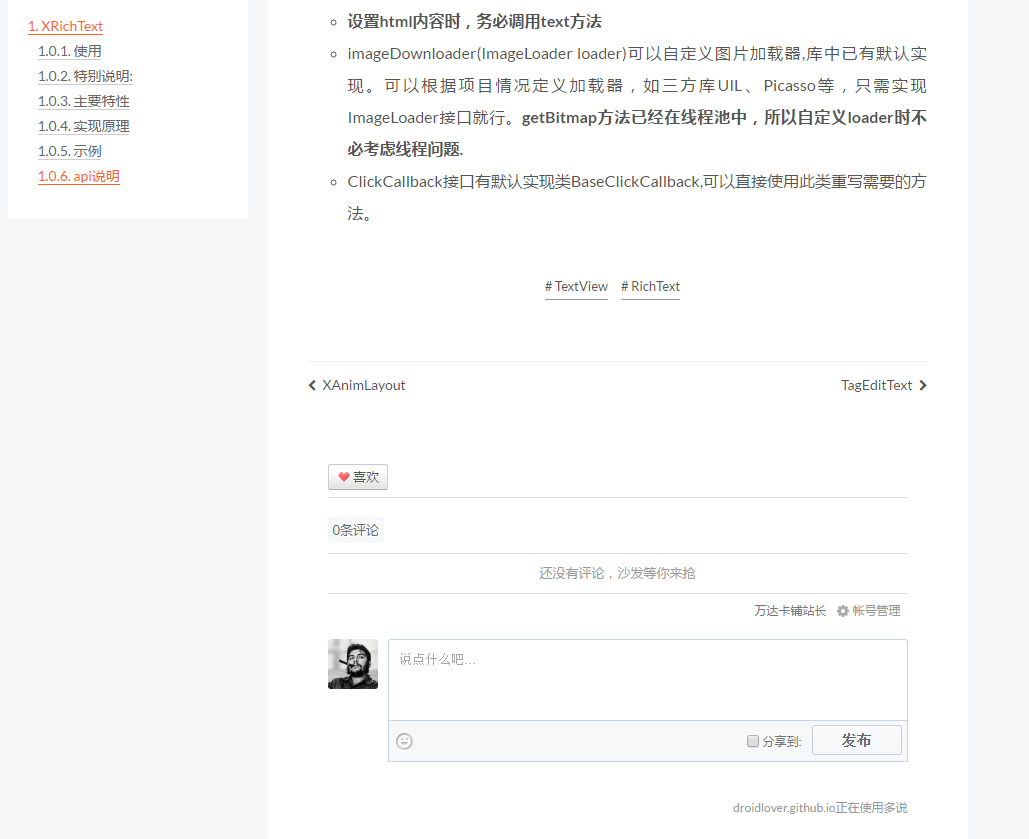 1. XRichText
1.0.1. 使用
1.0.2. 特别说明:
1.0.3. 主要特性
1.0.4. 实现原理
1.0.5. 示例
1.0.6. api说明
设置html内容时，务必调用text方法
imageDownloader(ImageLoader loader)可以自定义图片加载器,库中已有默认实
现。可以根据项目情况定义加载器，如三方库UIL、Picasso等，只需实现
ImageLoader接口就行。getBitmap方法已经在线程池中，所以自定义loader时不
必考虑线程问题.
ClickCallback接口有默认实现类BaseClickCallback,可以直接使用此类重写需要的方
法。
# TextView # RichText
XAnimLayout TagEditText
喜欢
0条评论
还没有评论，沙发等你来抢
万达卡铺站长 帐号管理
说点什么吧...
分享到: 发布
droidlover.github.io正在使用多说